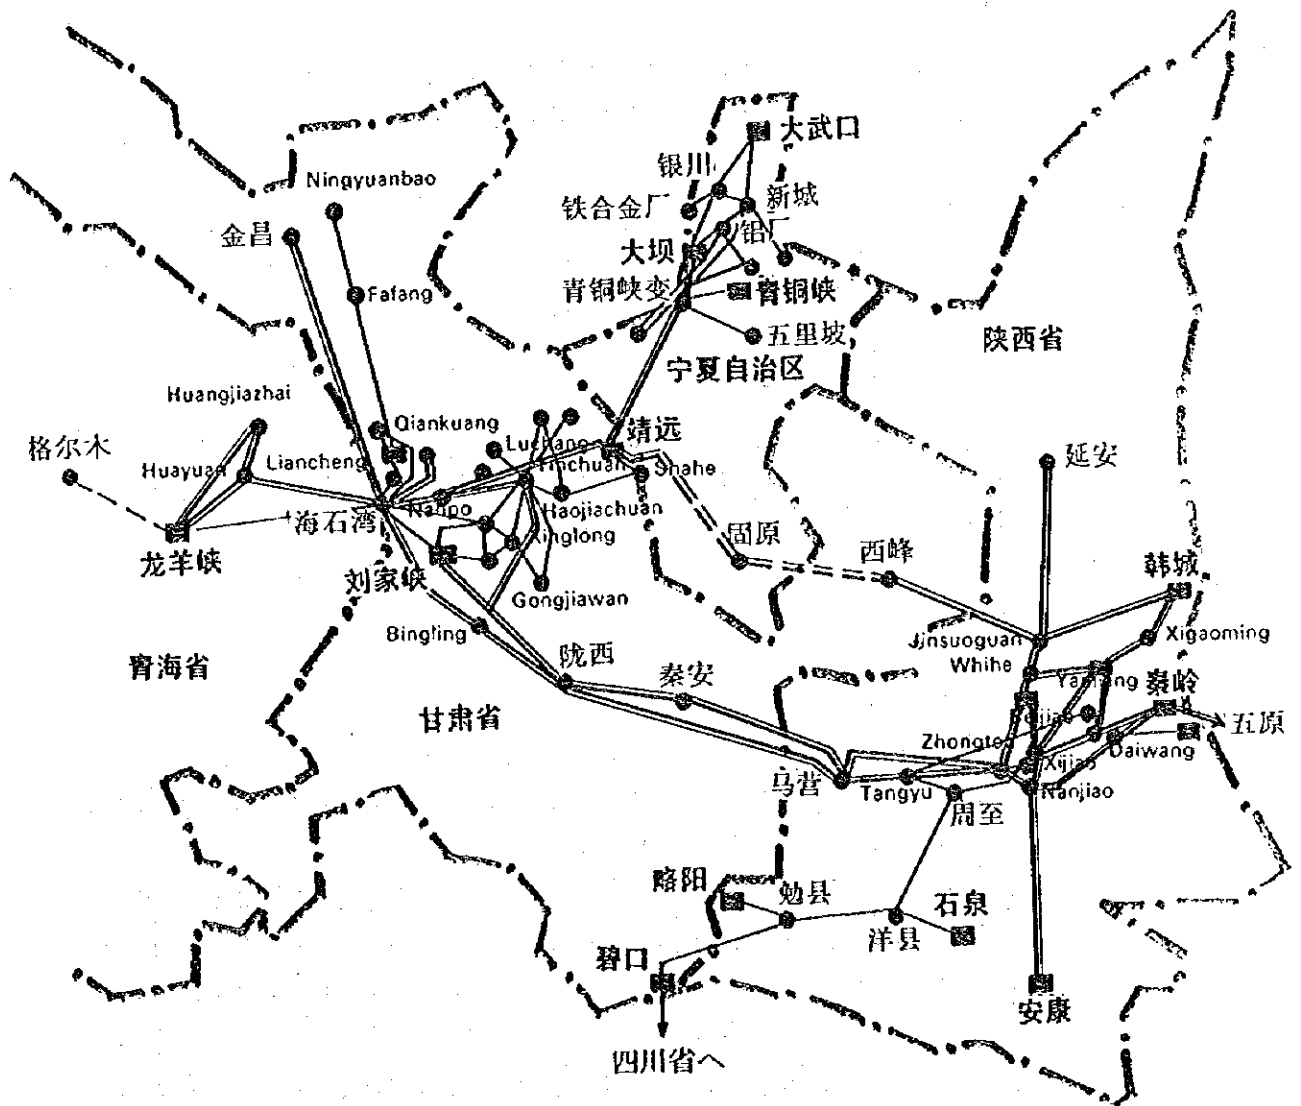 大武口
银川
Ningyuanbao
新城
铁合金厂
金昌
铝厂
大坝
青铜峡变
Fafang
青铜峡
五里坡
陕西省
宁夏自治区
Huangjiazhai
Qiankuang
靖远
格尔木
Huayuan
Liancheng
Shahe
延安
海石湾
Nanpo
Haojiachuan
固原
Xinglong
西峰
龙羊峡
刘家峡
韩城
Gongjiawan
Bingling
Jinsuoguan
Xigaoming
陇西
Whihe
青海省
秦安
秦岭
甘肃省
五原
Daiwang
马营
Tangyu
Xijiao
Nanjiao
周至
略阳
勉县
石泉
洋县
碧口
安康
四川省へ